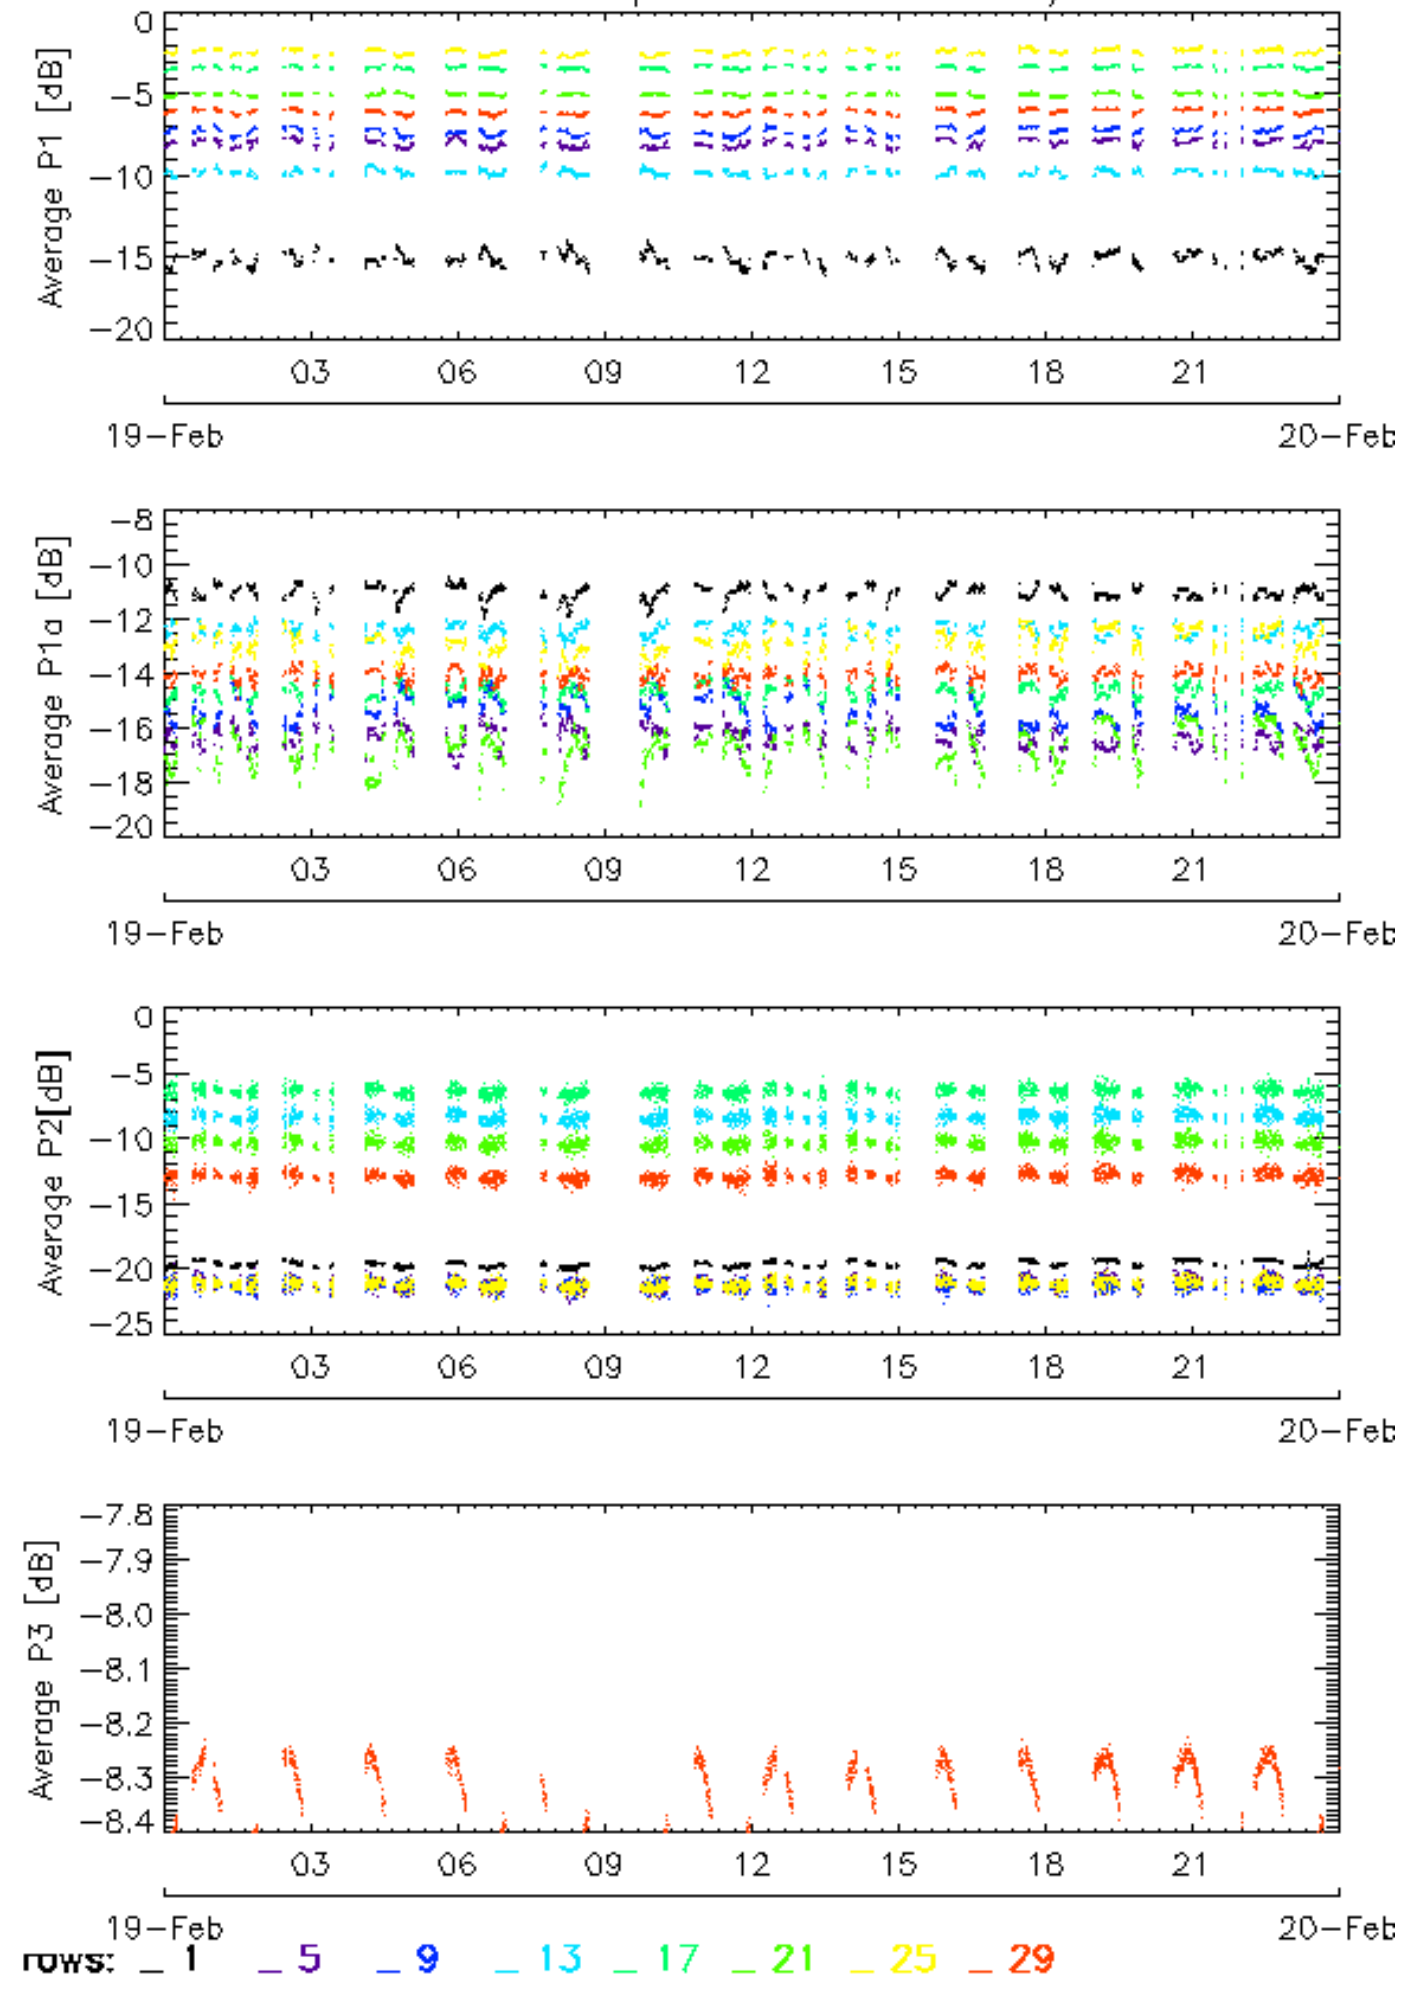 0
−5
−10
−15
−20
Average P1 [dB]
03 06 09 12 15 18 21
19−Feb 20−Feb
−8
−10
−12
−14
−16
−18
−20
Average P1a [dB]
03 06 09 12 15 18 21
19−Feb 20−Feb
0
−5
−10
−15
−20
−25
Average P2[dB]
03 06 09 12 15 18 21
19−Feb 20−Feb
−7.8
−7.9
−8.0
−8.1
−8.2
−8.3
−8.4
Average P3 [dB]
03 06 09 12 15 18 21
19−Feb 20−Feb
rows: _ 1 _ 5 _ 9 _ 13 _ 17 _ 21 _ 25 _ 29